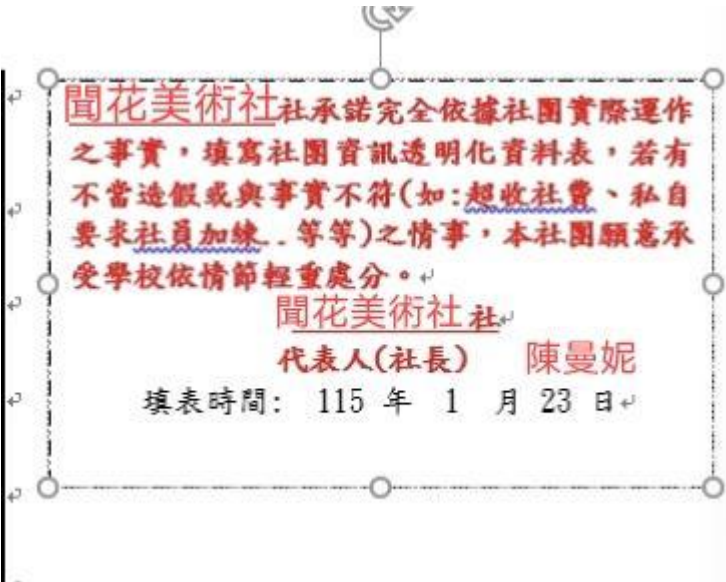 聞花美術社社承諾完全依據社團實際運作
之事實，填寫社團資訊透明化資料表，若有
不當造假或與事實不符(如:超收社費、私自
要求社員加練..等等)之情事，本社團願意承
受學校依情節輕重處分。
聞花美術社 社
代表人(社長) 陳曼妮
填表時間: 115 年 1 月 23 日